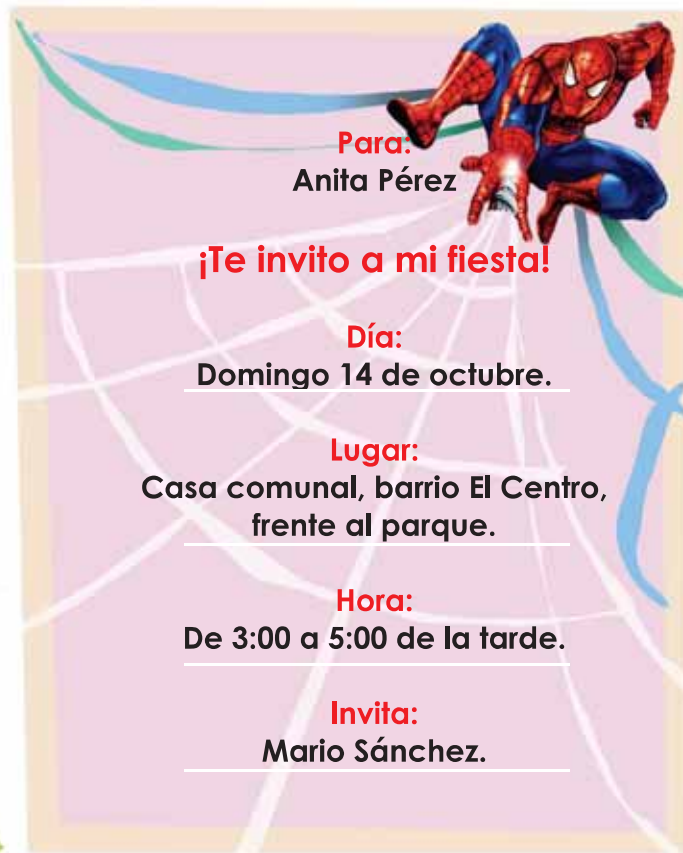 Para:
Anita Pérez
¡Te invito a mi fiesta!
Día:
Domingo 14 de octubre.
Lugar:
Casa comunal, barrio El Centro,
frente al parque.
Hora:
De 3:00 a 5:00 de la tarde.
Invita:
Mario Sánchez.